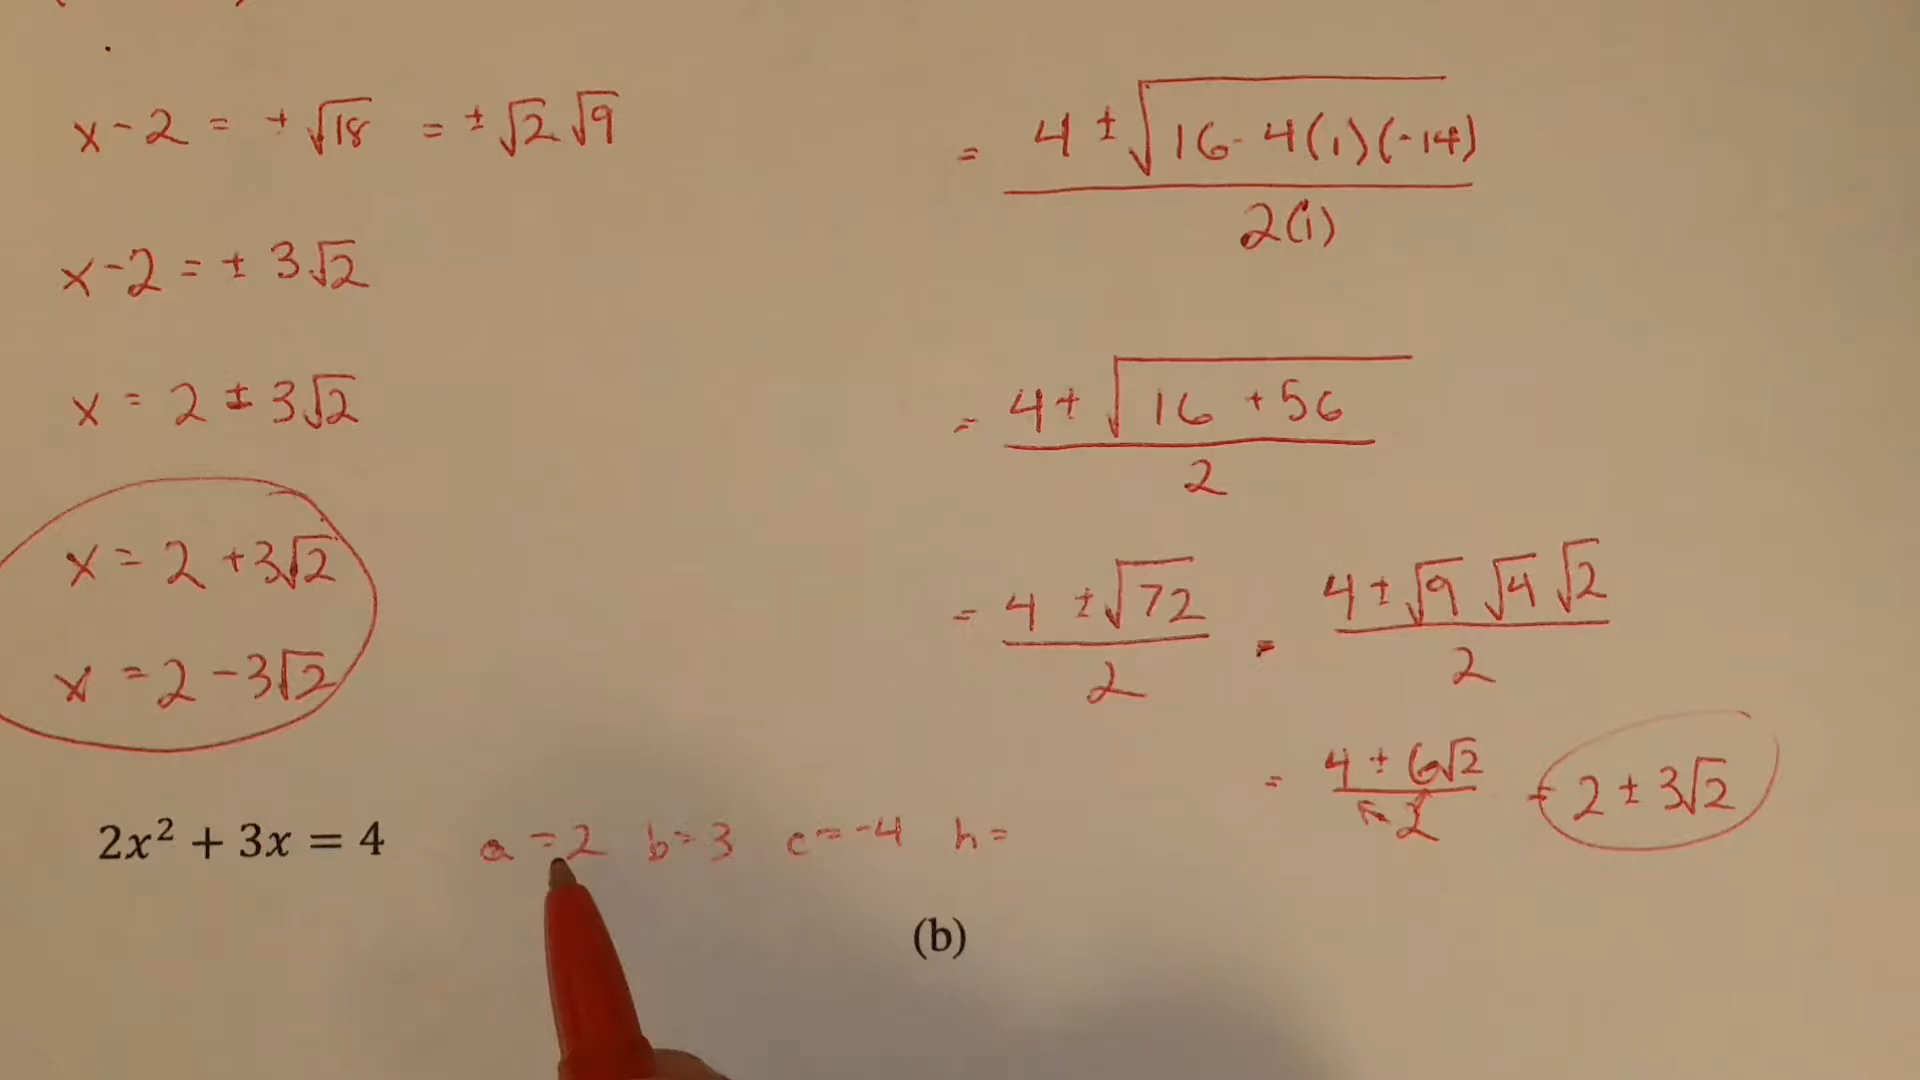 x - 2 = ± √18 = ± √2 √9
x - 2 = ± 3√2
x = 2 ± 3√2
x = 2 + 3√2
x = 2 - 3√2
= 4 ± √16 - 4(1)(-14)
2(1)
= 4 ± √16 + 56
2
= 4 ± √72 = 4 ± √9 √4 √2
2 2
= 4 ± 6√2 = 2 ± 3√2
2
2x² + 3x = 4 a = 2 b = 3 c = -4 h =
(b)